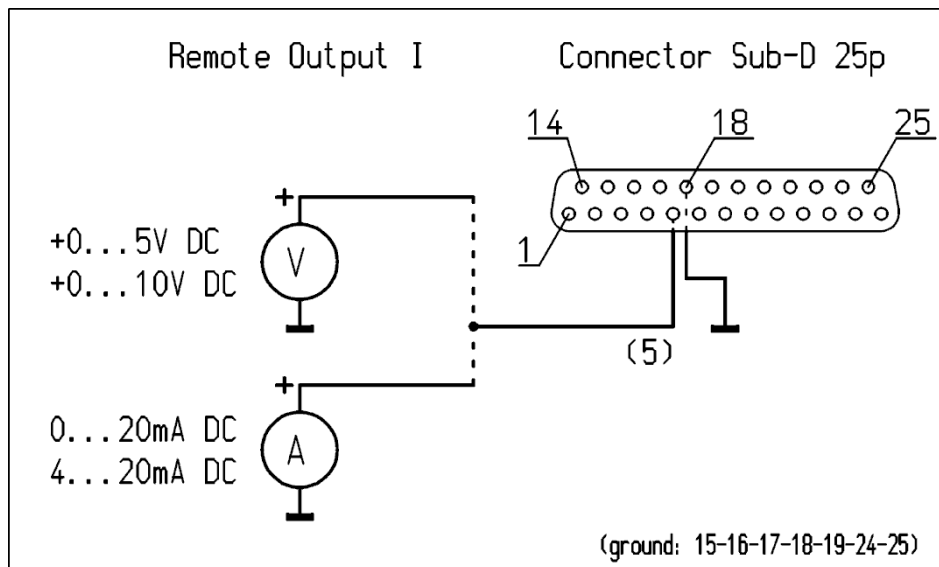 Remote Output I
Connector Sub-D 25p
14
18
25
1
+
V
+0...5V DC
+0...10V DC
(5)
+
A
0...20mA DC
4...20mA DC
(ground: 15-16-17-18-19-24-25)